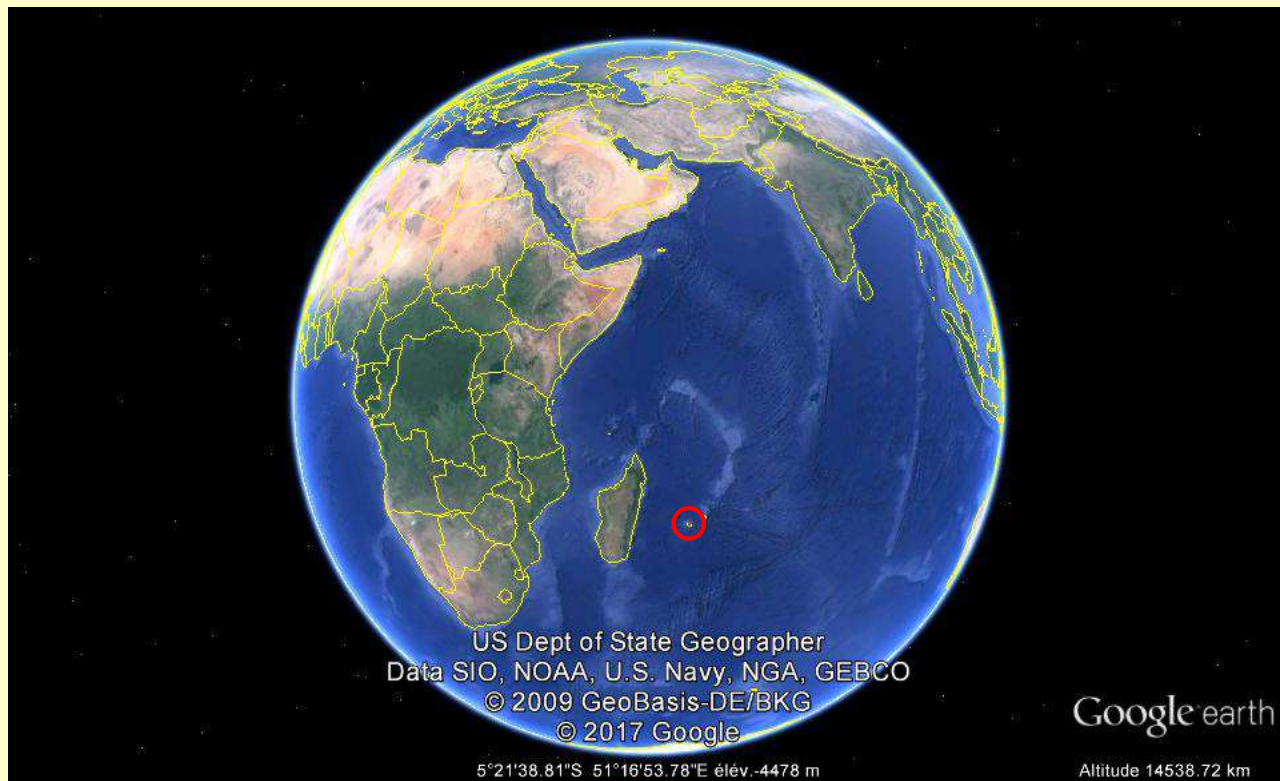 US Dept of State Geographer
Data SIO, NOAA, U.S. Navy, NGA, GEBCO
© 2009 GeoBasis-DE/BKG
© 2017 Google
Google earth
5°21'38.81"S 51°16'53.78"E élév.-4478 m
Altitude 14538.72 km